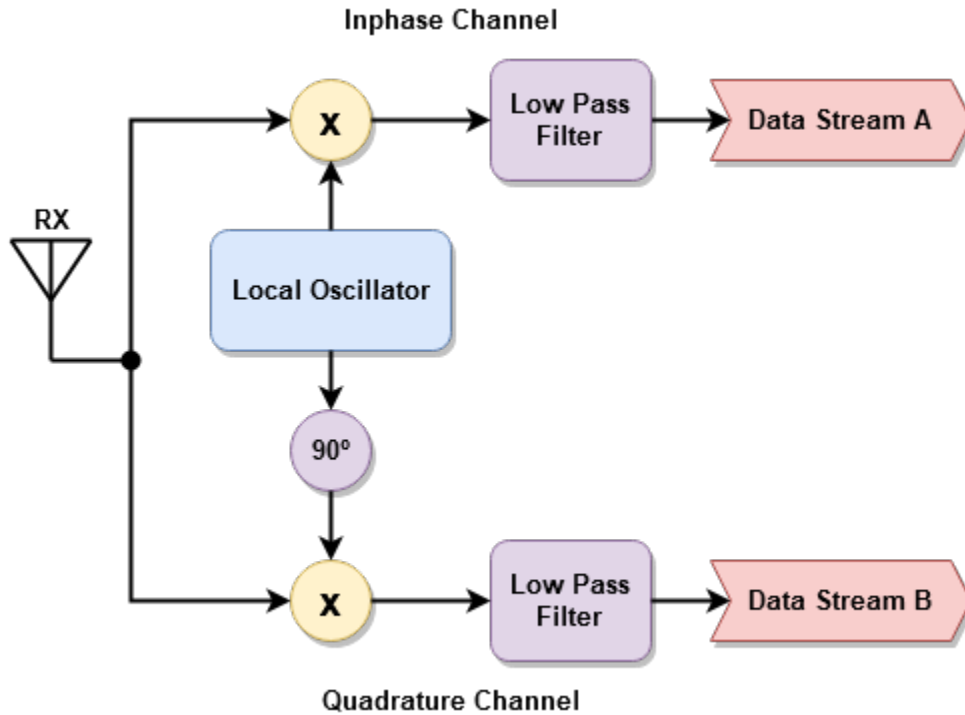 Inphase Channel
x
Low Pass
Filter
Data Stream A
RX
Local Oscillator
90º
x
Low Pass
Filter
Data Stream B
Quadrature Channel